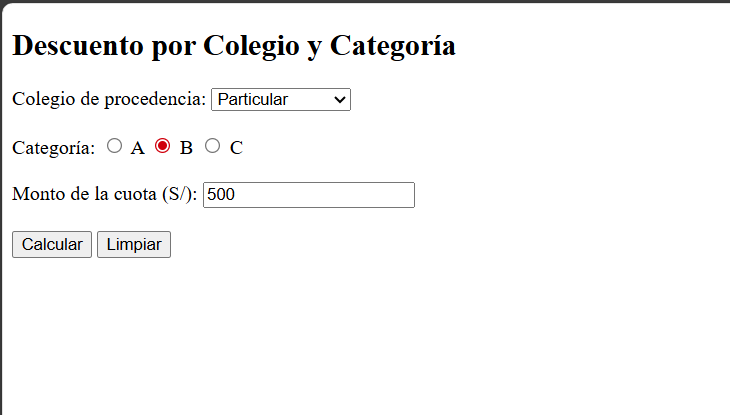 Descuento por Colegio y Categoría
Colegio de procedencia: Particular
Categoría: A B C
Monto de la cuota (S/): 500
Calcular Limpiar